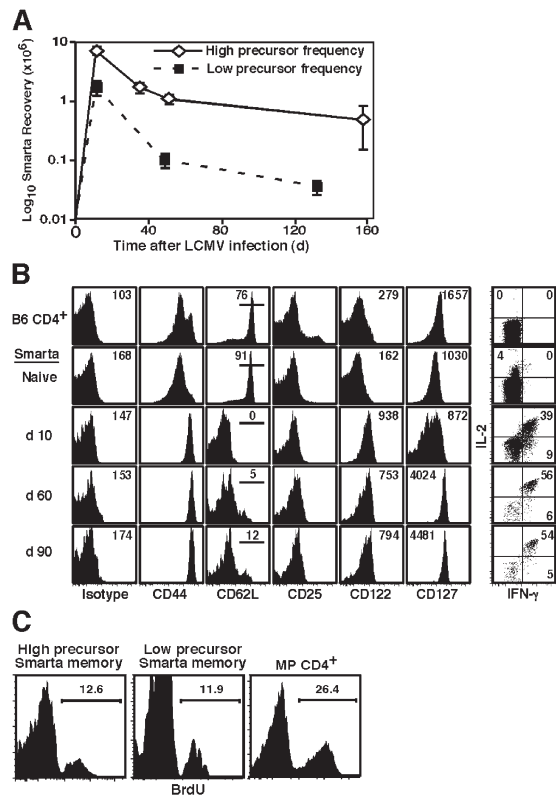 A
Log10 Smarta Recovery (x10^6)
10
1
0.1
0.01
High precursor frequency
Low precursor frequency
0 40 80 120 160
Time after LCMV infection (d)
B
B6 CD4+ 103 76 279 1657 0 0
Smarta
Naive 168 91 162 1030 4 0
d 10 147 0 938 872 39 9
d 60 153 5 753 4024 56 6
d 90 174 12 794 4481 54 5
IL-2
Isotype CD44 CD62L CD25 CD122 CD127 IFN-γ
C
High precursor Smarta memory
Low precursor Smarta memory
MP CD4+
12.6 11.9 26.4
BrdU